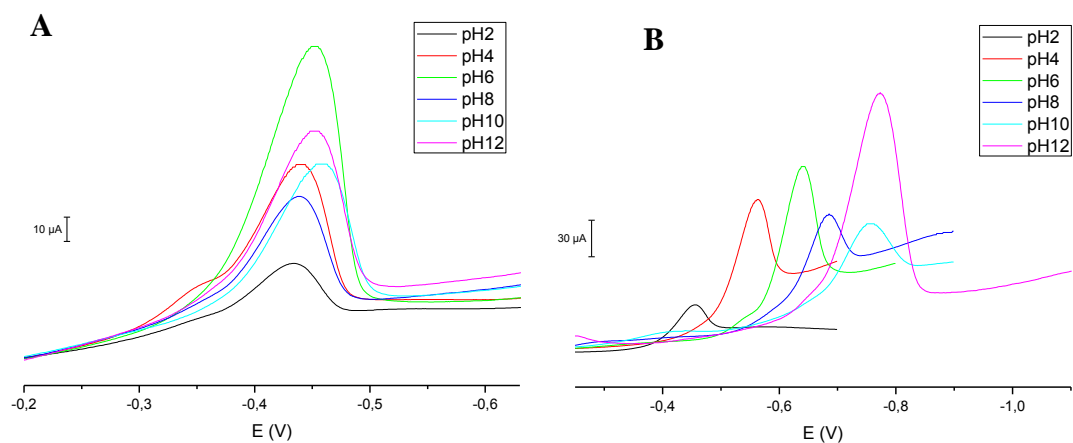 A
pH2
pH4
pH6
pH8
pH10
pH12
10 µA
-0,2
-0,3
-0,4
-0,5
-0,6
E (V)
B
pH2
pH4
pH6
pH8
pH10
pH12
30 µA
-0,4
-0,6
-0,8
-1,0
E (V)